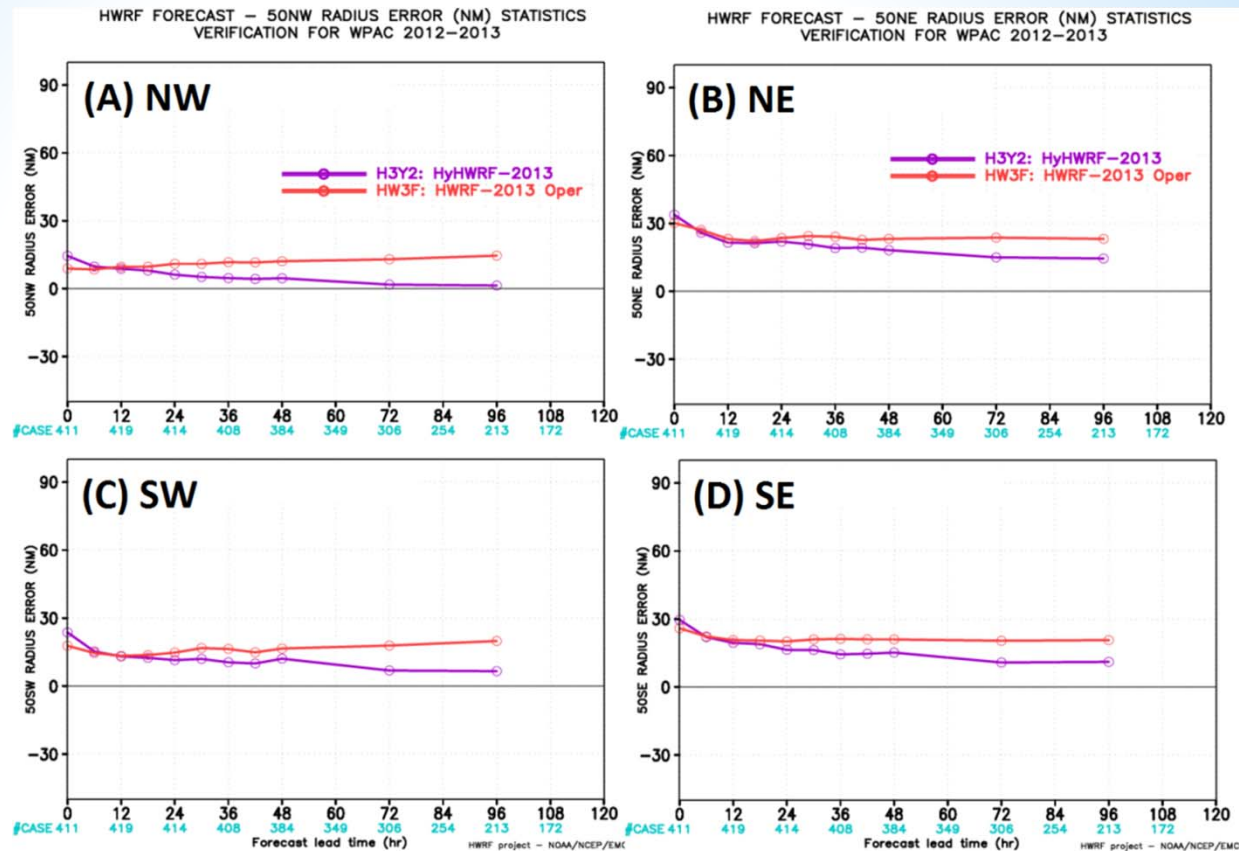 HWRF FORECAST – 50NW RADIUS ERROR (NM) STATISTICS
VERIFICATION FOR WPAC 2012–2013
(A) NW
50NW RADIUS ERROR (NM)
90
60
30
0
−30
H3Y2: HyHWRF–2013
HW3F: HWRF–2013 Oper
0 12 24 36 48 60 72 84 96 108 120
#CASE 411 419 414 408 384 349 306 254 213 172
HWRF FORECAST – 50NE RADIUS ERROR (NM) STATISTICS
VERIFICATION FOR WPAC 2012–2013
(B) NE
50NE RADIUS ERROR (NM)
90
60
30
0
−30
H3Y2: HyHWRF–2013
HW3F: HWRF–2013 Oper
0 12 24 36 48 60 72 84 96 108 120
#CASE 411 419 414 408 384 349 306 254 213 172
(C) SW
50SW RADIUS ERROR (NM)
90
60
30
0
−30
0 12 24 36 48 60 72 84 96 108 120
#CASE 411 419 414 408 384 349 306 254 213 172
Forecast lead time (hr)
HWRF project – NOAA/NCEP/EMC
(D) SE
50SE RADIUS ERROR (NM)
90
60
30
0
−30
0 12 24 36 48 60 72 84 96 108 120
#CASE 411 419 414 408 384 349 306 254 213 172
Forecast lead time (hr)
HWRF project – NOAA/NCEP/EMC